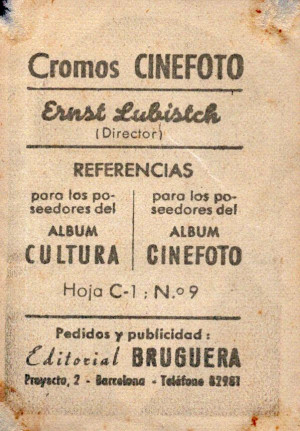 Cromos CINEFOTO
Ernst Lubistch
(Director)
REFERENCIAS
para los po-
seedores del
ALBUM
CULTURA
para los po-
seedores del
ALBUM
CINEFOTO
Hoja C-1 : N.o 9
Pedidos y publicidad :
Editorial BRUGUERA
Proyecto, 2 - Barcelona - Teléfono 82981